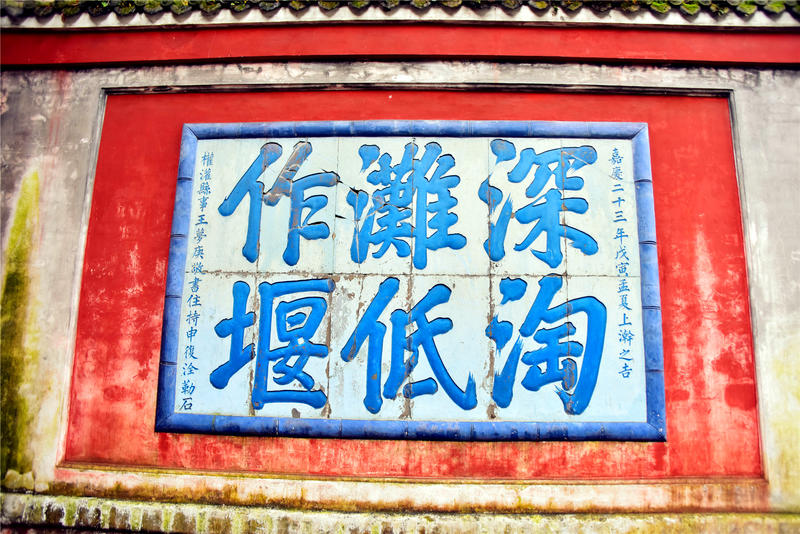 嘉慶二十三年戊寅孟夏上澣之吉
深淘
灘低
作堰
權灌縣事王夢庚敬書住持申復淦勒石